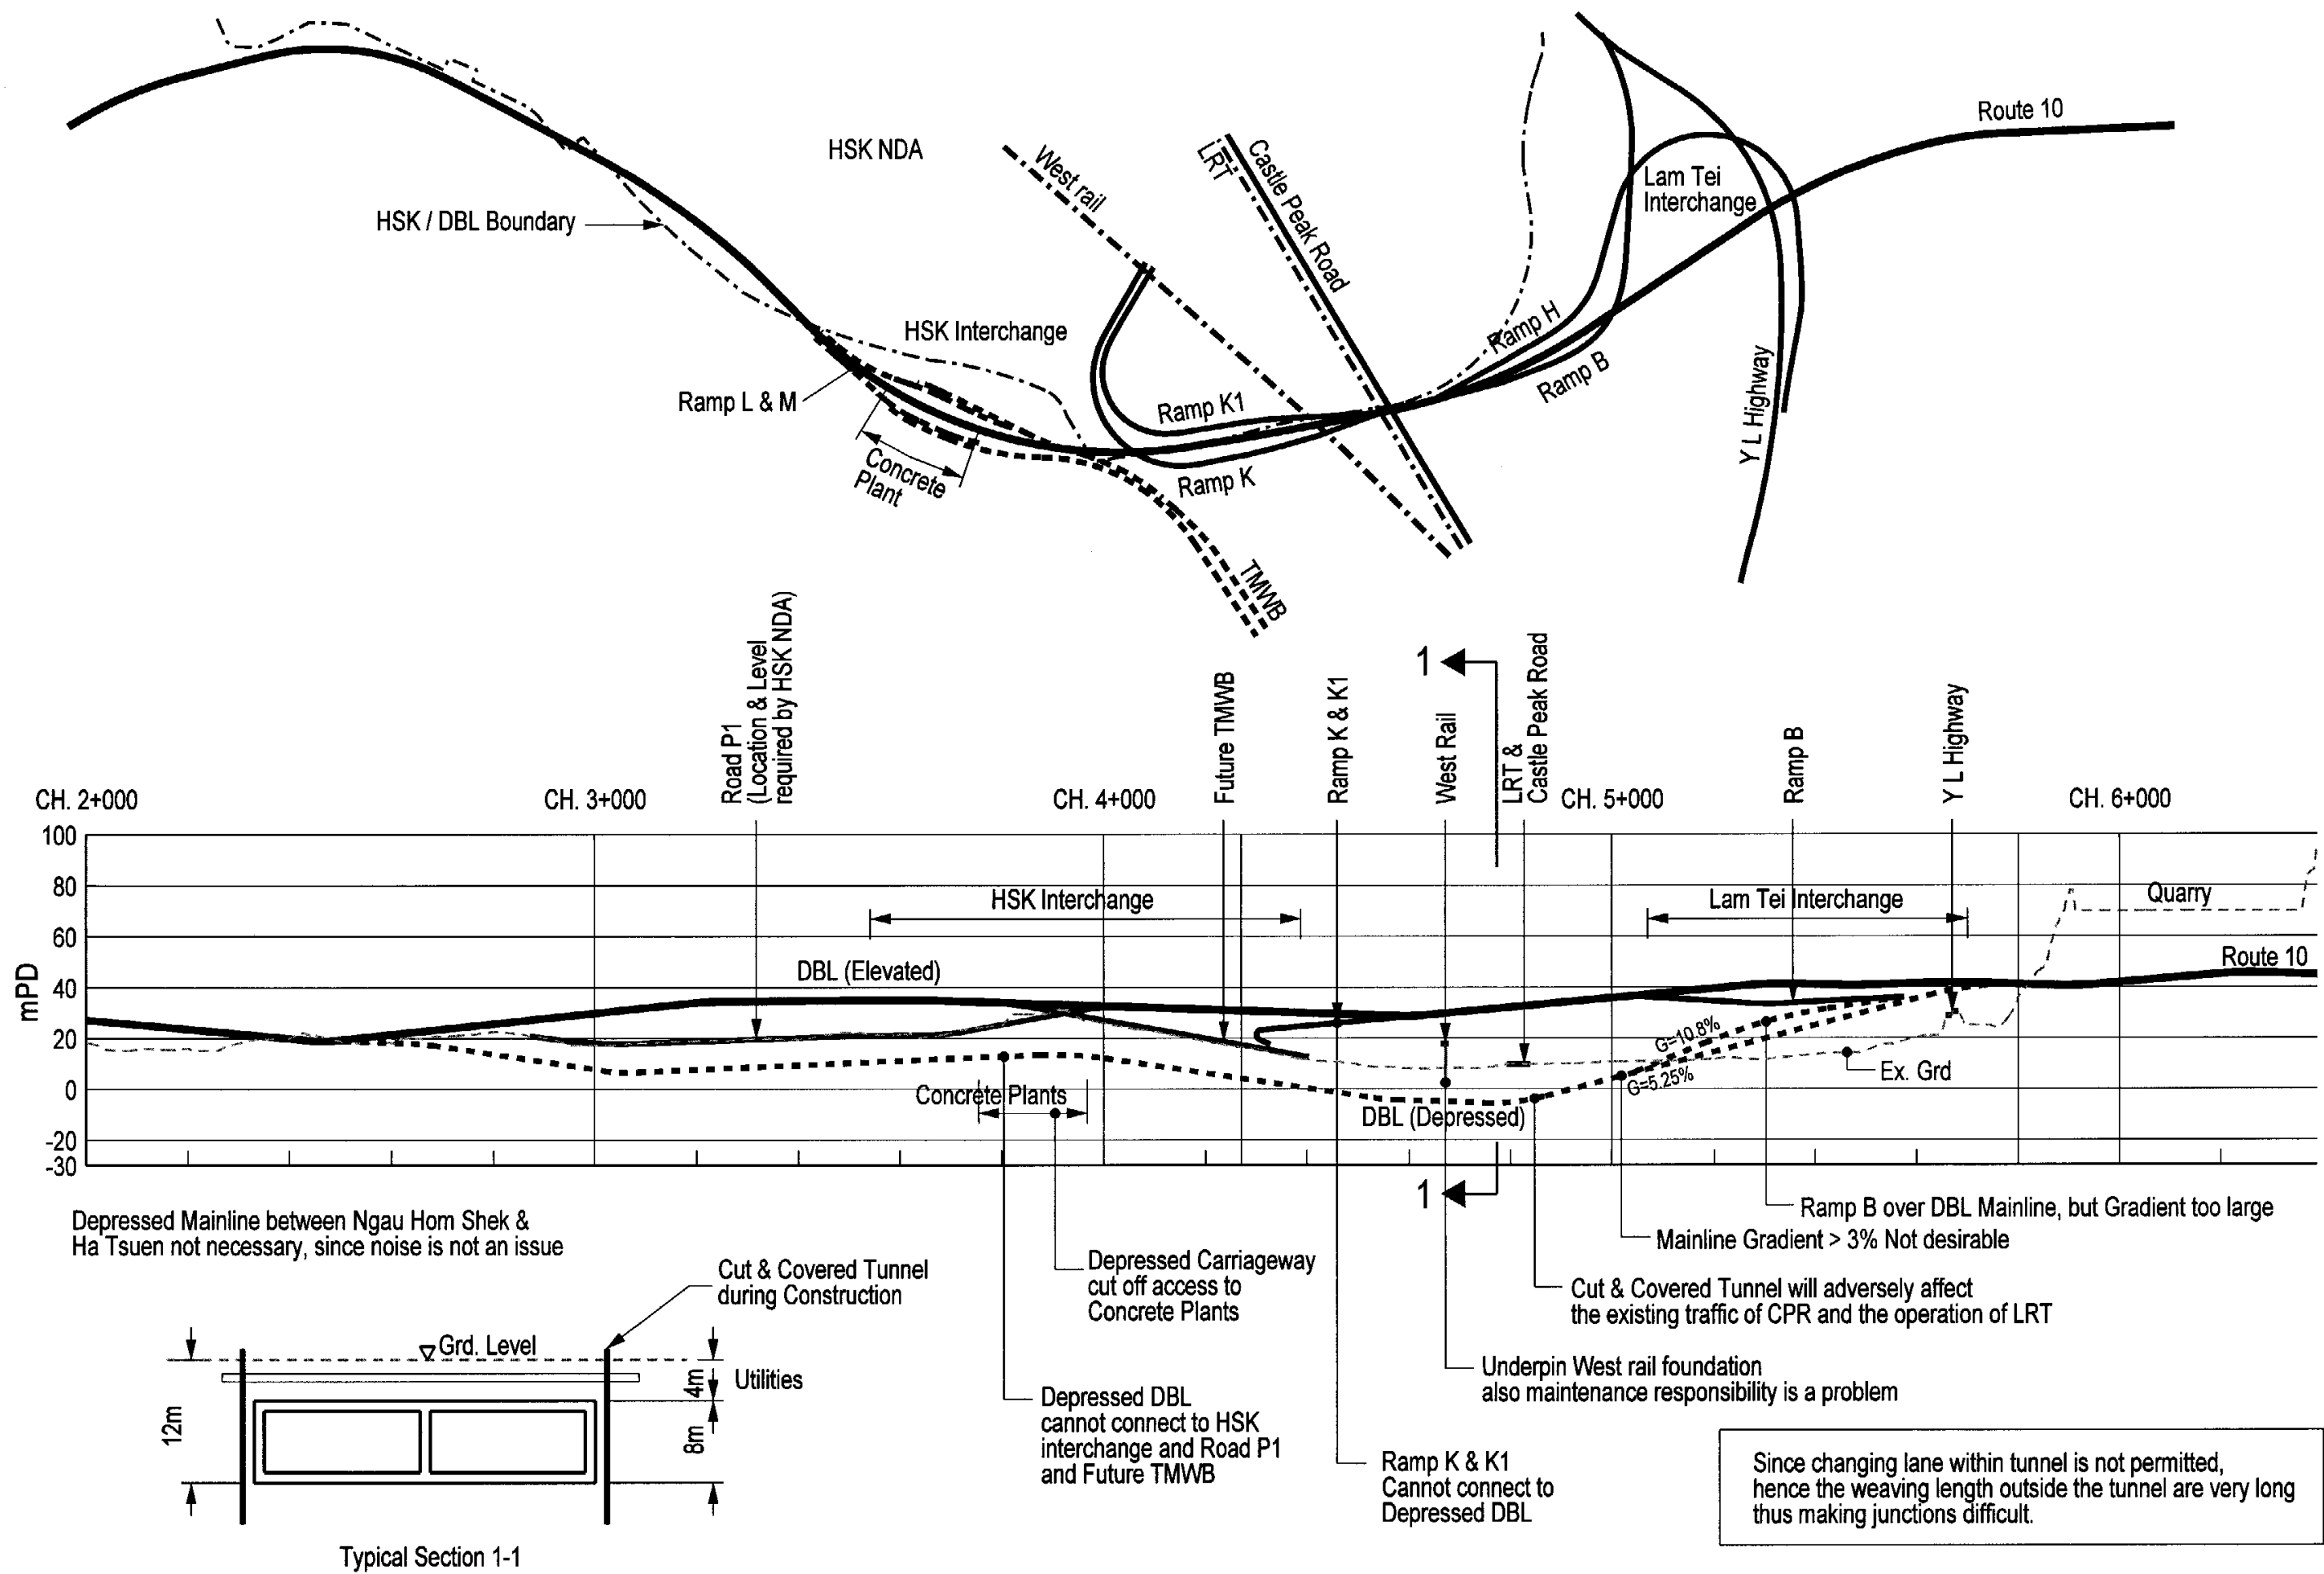 Route 10
HSK NDA
West rail
LRT
Castle Peak Road
Lam Tei
Interchange
HSK / DBL Boundary
HSK Interchange
Ramp H
Ramp L & M
Ramp K1
Ramp B
Y L Highway
Concrete
Plant
Ramp K
TMWB
Road P1
(Location & Level
required by HSK NDA)
Future TMWB
Ramp K & K1
1
West Rail
LRT &
Castle Peak Road
Ramp B
Y L Highway
CH. 2+000
CH. 3+000
CH. 4+000
CH. 5+000
CH. 6+000
mPD
100
80
60
40
20
0
-20
-30
HSK Interchange
Lam Tei Interchange
Quarry
DBL (Elevated)
Route 10
G=10.8%
G=5.25%
Ex. Grd
Concrete Plants
DBL (Depressed)
1
Depressed Mainline between Ngau Hom Shek &
Ha Tsuen not necessary, since noise is not an issue
Ramp B over DBL Mainline, but Gradient too large
Mainline Gradient > 3% Not desirable
Depressed Carriageway
cut off access to
Concrete Plants
Cut & Covered Tunnel will adversely affect
the existing traffic of CPR and the operation of LRT
Cut & Covered Tunnel
during Construction
Grd. Level
Utilities
4m
12m
8m
Typical Section 1-1
Underpin West rail foundation
also maintenance responsibility is a problem
Depressed DBL
cannot connect to HSK
interchange and Road P1
and Future TMWB
Ramp K & K1
Cannot connect to
Depressed DBL
Since changing lane within tunnel is not permitted,
hence the weaving length outside the tunnel are very long
thus making junctions difficult.